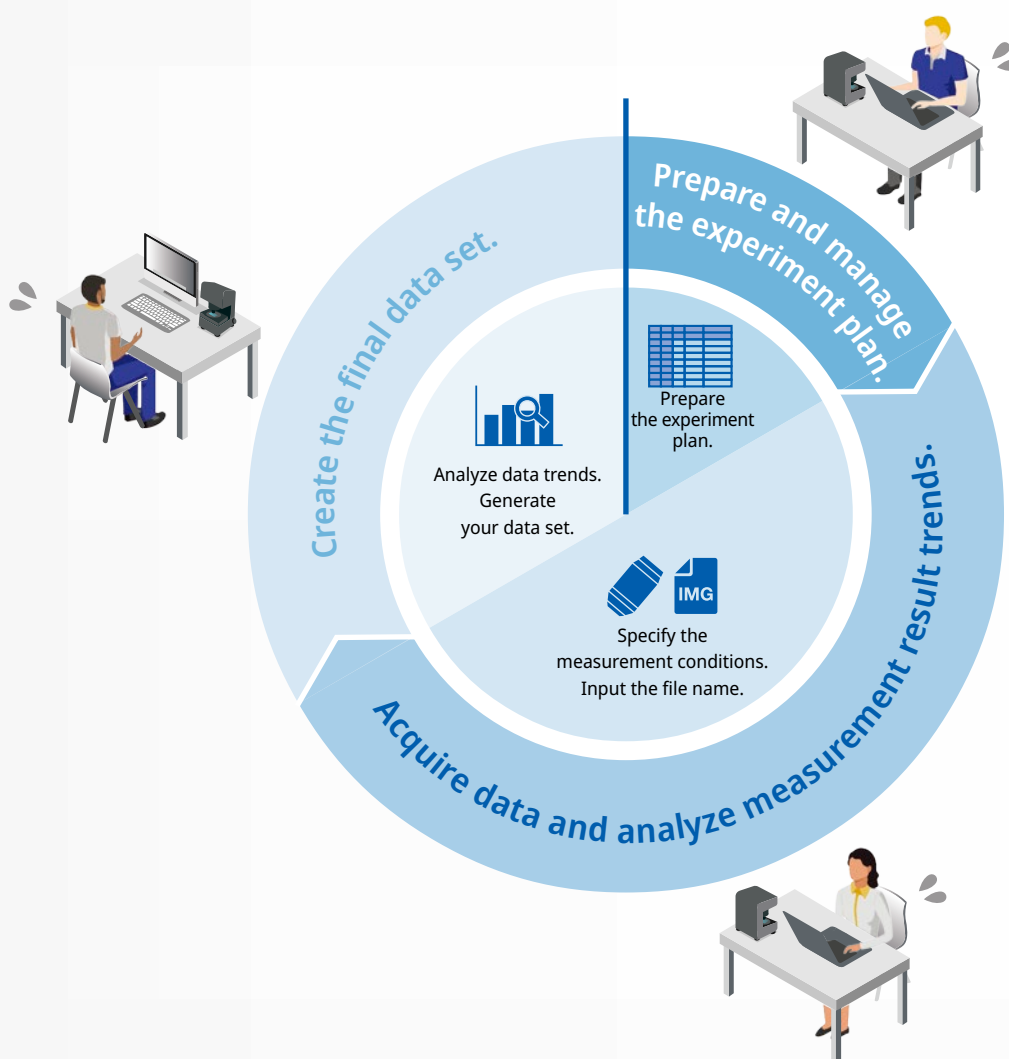 Prepare and manage
the experiment plan.
Prepare
the experiment
plan.
Acquire data and analyze measurement result trends.
IMG
Specify the
measurement conditions.
Input the file name.
Create the final data set.
Analyze data trends.
Generate
your data set.